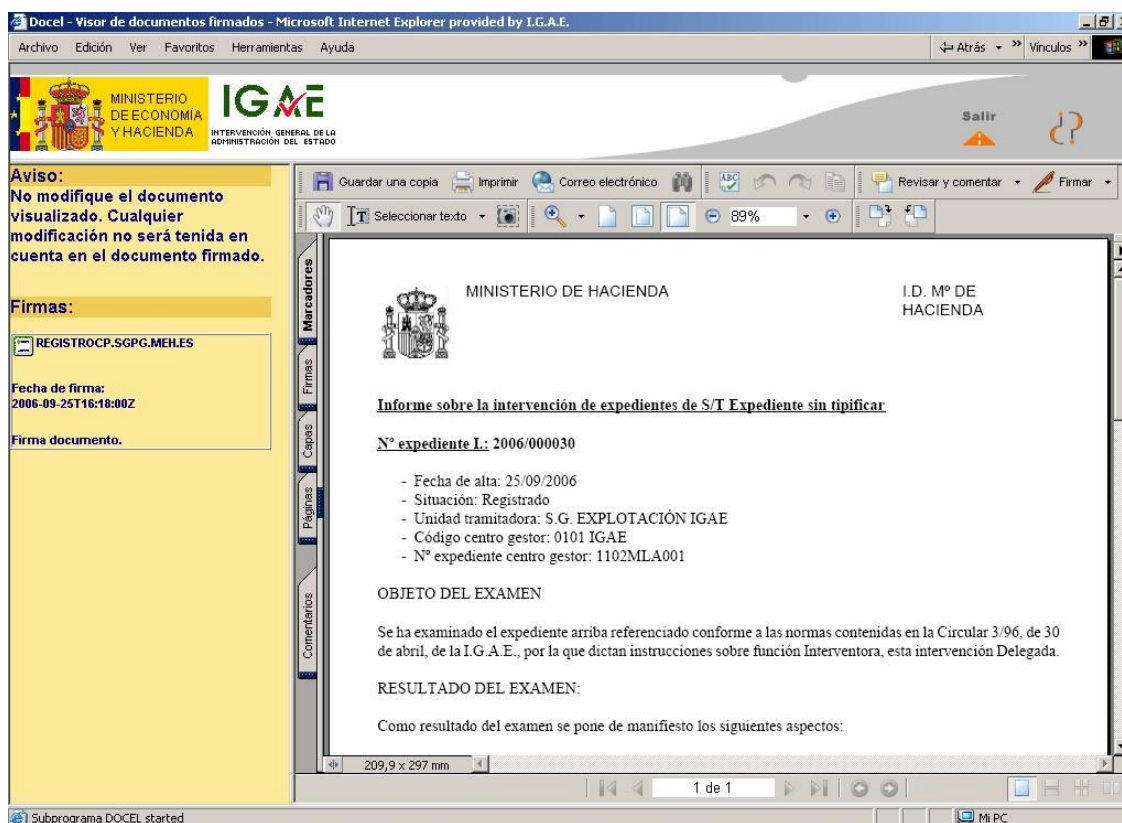 Docel - Visor de documentos firmados - Microsoft Internet Explorer provided by I.G.A.E.
Archivo Edición Ver Favoritos Herramientas Ayuda
Atrás Vínculos
MINISTERIO
DE ECONOMÍA
Y HACIENDA
IGAE
INTERVENCIÓN GENERAL DE LA
ADMINISTRACIÓN DEL ESTADO
Salir
Aviso:
No modifique el documento
visualizado. Cualquier
modificación no será tenida en
cuenta en el documento firmado.
Firmas:
REGISTROCP.SGPG.MEH.ES
Fecha de firma:
2006-09-25T16:18:00Z
Firma documento.
Guardar una copia Imprimir Correo electrónico Revisar y comentar Firmar
Seleccionar texto 89%
Marcadores
Firmas
Capas
Páginas
Comentarios
MINISTERIO DE HACIENDA
I.D. Mº DE
HACIENDA
Informe sobre la intervención de expedientes de S/T Expediente sin tipificar
Nº expediente I.: 2006/000030
- Fecha de alta: 25/09/2006
- Situación: Registrado
- Unidad tramitadora: S.G. EXPLOTACIÓN IGAE
- Código centro gestor: 0101 IGAE
- Nº expediente centro gestor: 1102MLA001
OBJETO DEL EXAMEN
Se ha examinado el expediente arriba referenciado conforme a las normas contenidas en la Circular 3/96, de 30
de abril, de la I.G.A.E., por la que dictan instrucciones sobre función Interventora, esta intervención Delegada.
RESULTADO DEL EXAMEN:
Como resultado del examen se pone de manifiesto los siguientes aspectos:
209,9 x 297 mm
1 de 1
Subprograma DOCEL started
Mi PC